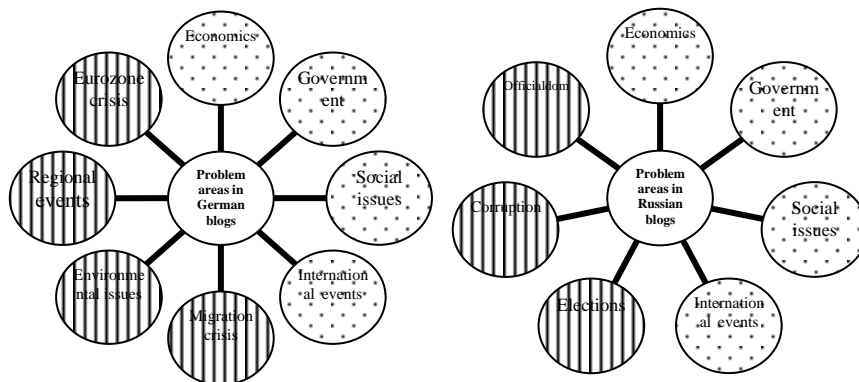 Economics
Governm
ent
Social
issues
Internation
al events
Migration
crisis
Environme
ntal issues
Regional
events
Eurozone
crisis
Problem
areas in
German
blogs
Economics
Governm
ent
Social
issues
Internation
al events
Elections
Corruption
Officialdom
Problem
areas in
Russian
blogs